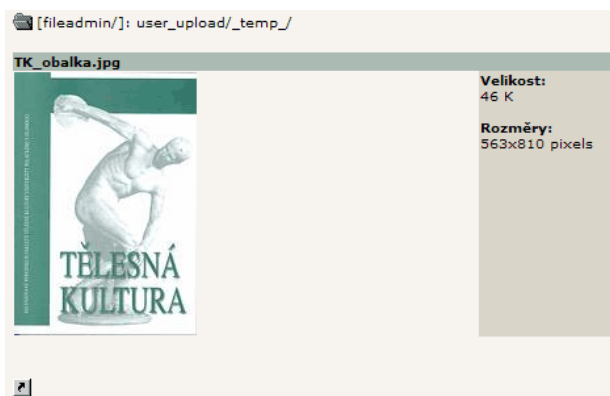 [fileadmin/]: user_upload/_temp_/
TK_obalka.jpg
Velikost:
46 K
Rozměry:
563x810 pixels
TĚLESNÁ
KULTURA